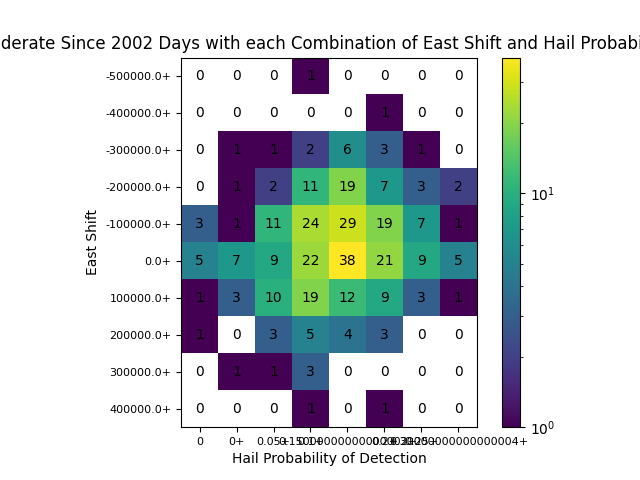 derate Since 2002 Days with each Combination of East Shift and Hail Probabi
-500000.0+ 0 0 0 1 0 0 0 0
-400000.0+ 0 0 0 0 0 1 0 0
-300000.0+ 0 1 1 2 6 3 1 0
-200000.0+ 0 1 2 11 19 7 3 2
-100000.0+ 3 1 11 24 29 19 7 1
0.0+ 5 7 9 22 38 21 9 5
100000.0+ 1 3 10 19 12 9 3 1
200000.0+ 1 0 3 5 4 3 0 0
300000.0+ 0 1 1 3 0 0 0 0
400000.0+ 0 0 0 1 0 1 0 0
0 0+
Hail Probability of Detection
East Shift
10¹
10⁰